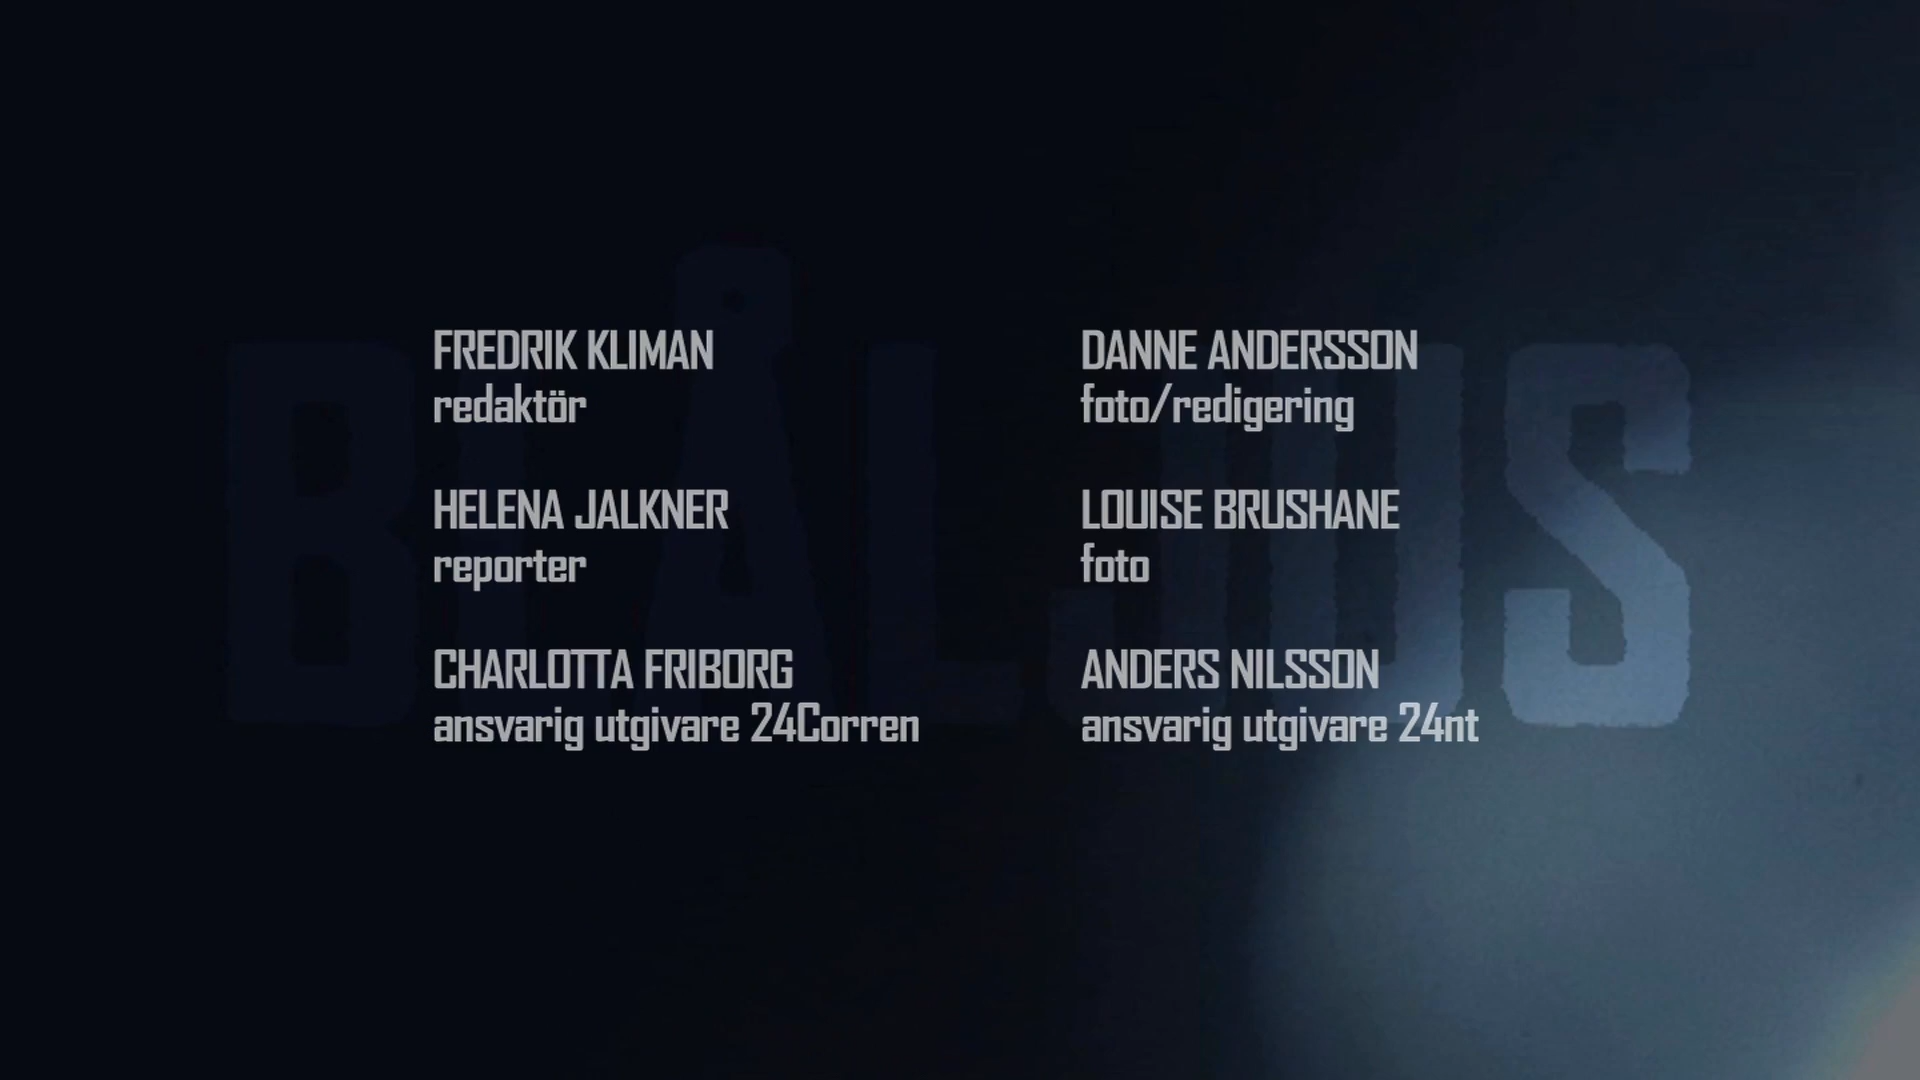 BLÅLJUS
FREDRIK KLIMAN
redaktör
HELENA JALKNER
reporter
CHARLOTTA FRIBORG
ansvarig utgivare 24Corren
DANNE ANDERSSON
foto/redigering
LOUISE BRUSHANE
foto
ANDERS NILSSON
ansvarig utgivare 24nt